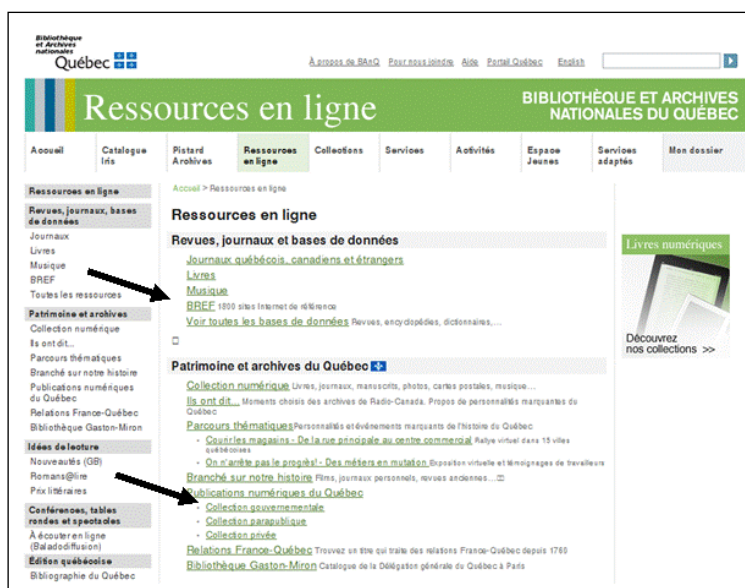 Bibliothèque
et Archives
nationales
Québec
À propos de BAnQ Pour nous joindre Aide Portail Québec English
Ressources en ligne
BIBLIOTHÈQUE ET ARCHIVES
NATIONALES DU QUÉBEC
Accueil
Catalogue
Iris
Pistard
Archives
Ressources
en ligne
Collections
Services
Activités
Espace
Jeunes
Services
adaptés
Mon dossier
Ressources en ligne
Revues, journaux, bases
de données
Journaux
Livres
Musique
BREF
Toutes les ressources
Patrimoine et archives
Collection numérique
Ils ont dit...
Parcours thématiques
Branché sur notre histoire
Publications numériques
du Québec
Relations France-Québec
Bibliothèque Gaston-Miron
Idées de lecture
Nouveautés (GB)
Romans@lire
Prix littéraires
Conférences, tables
rondes et spectacles
À écouter en ligne
(Baladodiffusion)
Édition québécoise
Bibliographie du Québec
Accueil > Ressources en ligne
Ressources en ligne
Revues, journaux et bases de données
Journaux québécois, canadiens et étrangers
Livres
Musique
BREF 1800 sites Internet de référence
Voir toutes les bases de données Revues, encyclopédies, dictionnaires,...
Patrimoine et archives du Québec
Collection numérique Livres, journaux, manuscrits, photos, cartes postales, musique...
Ils ont dit... Moments choisis des archives de Radio-Canada. Propos de personnalités marquantes du
Québec
Parcours thématiques Personnalités et événements marquants de l'histoire du Québec
• Courir les magasins - De la rue principale au centre commercial Rallye virtuel dans 15 villes
québécoises
• On n'arrête pas le progrès! - Des métiers en mutation Exposition virtuelle et témoignages de travailleurs
Branché sur notre histoire Films, journaux personnels, revues anciennes...
Publications numériques du Québec
• Collection gouvernementale
• Collection parapublique
• Collection privée
Relations France-Québec Trouvez un titre qui traite des relations France-Québec depuis 1760
Bibliothèque Gaston-Miron Catalogue de la Délégation générale du Québec à Paris
Livres numériques
Découvrez
nos collections >>